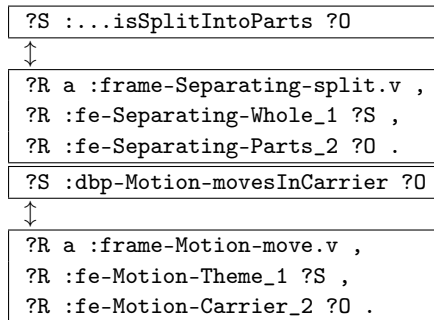 ?S :...isSplitIntoParts ?O
↕
?R a :frame-Separating-split.v ,
?R :fe-Separating-Whole_1 ?S ,
?R :fe-Separating-Parts_2 ?O .
?S :dbp-Motion-movesInCarrier ?O
↕
?R a :frame-Motion-move.v ,
?R :fe-Motion-Theme_1 ?S ,
?R :fe-Motion-Carrier_2 ?O .